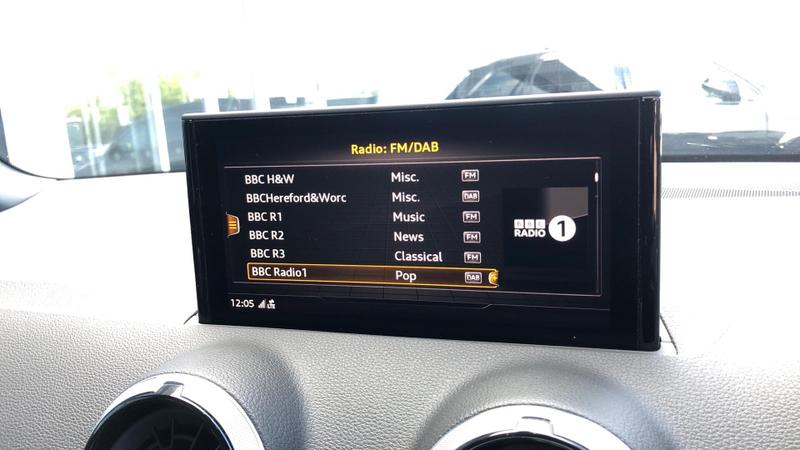 Radio: FM/DAB
BBC H&W Misc. FM
BBCHereford&Worc Misc. DAB
BBC R1 Music FM
BBC R2 News FM
BBC R3 Classical FM
BBC Radio1 Pop DAB
BBC
RADIO 1
12:05 LTE